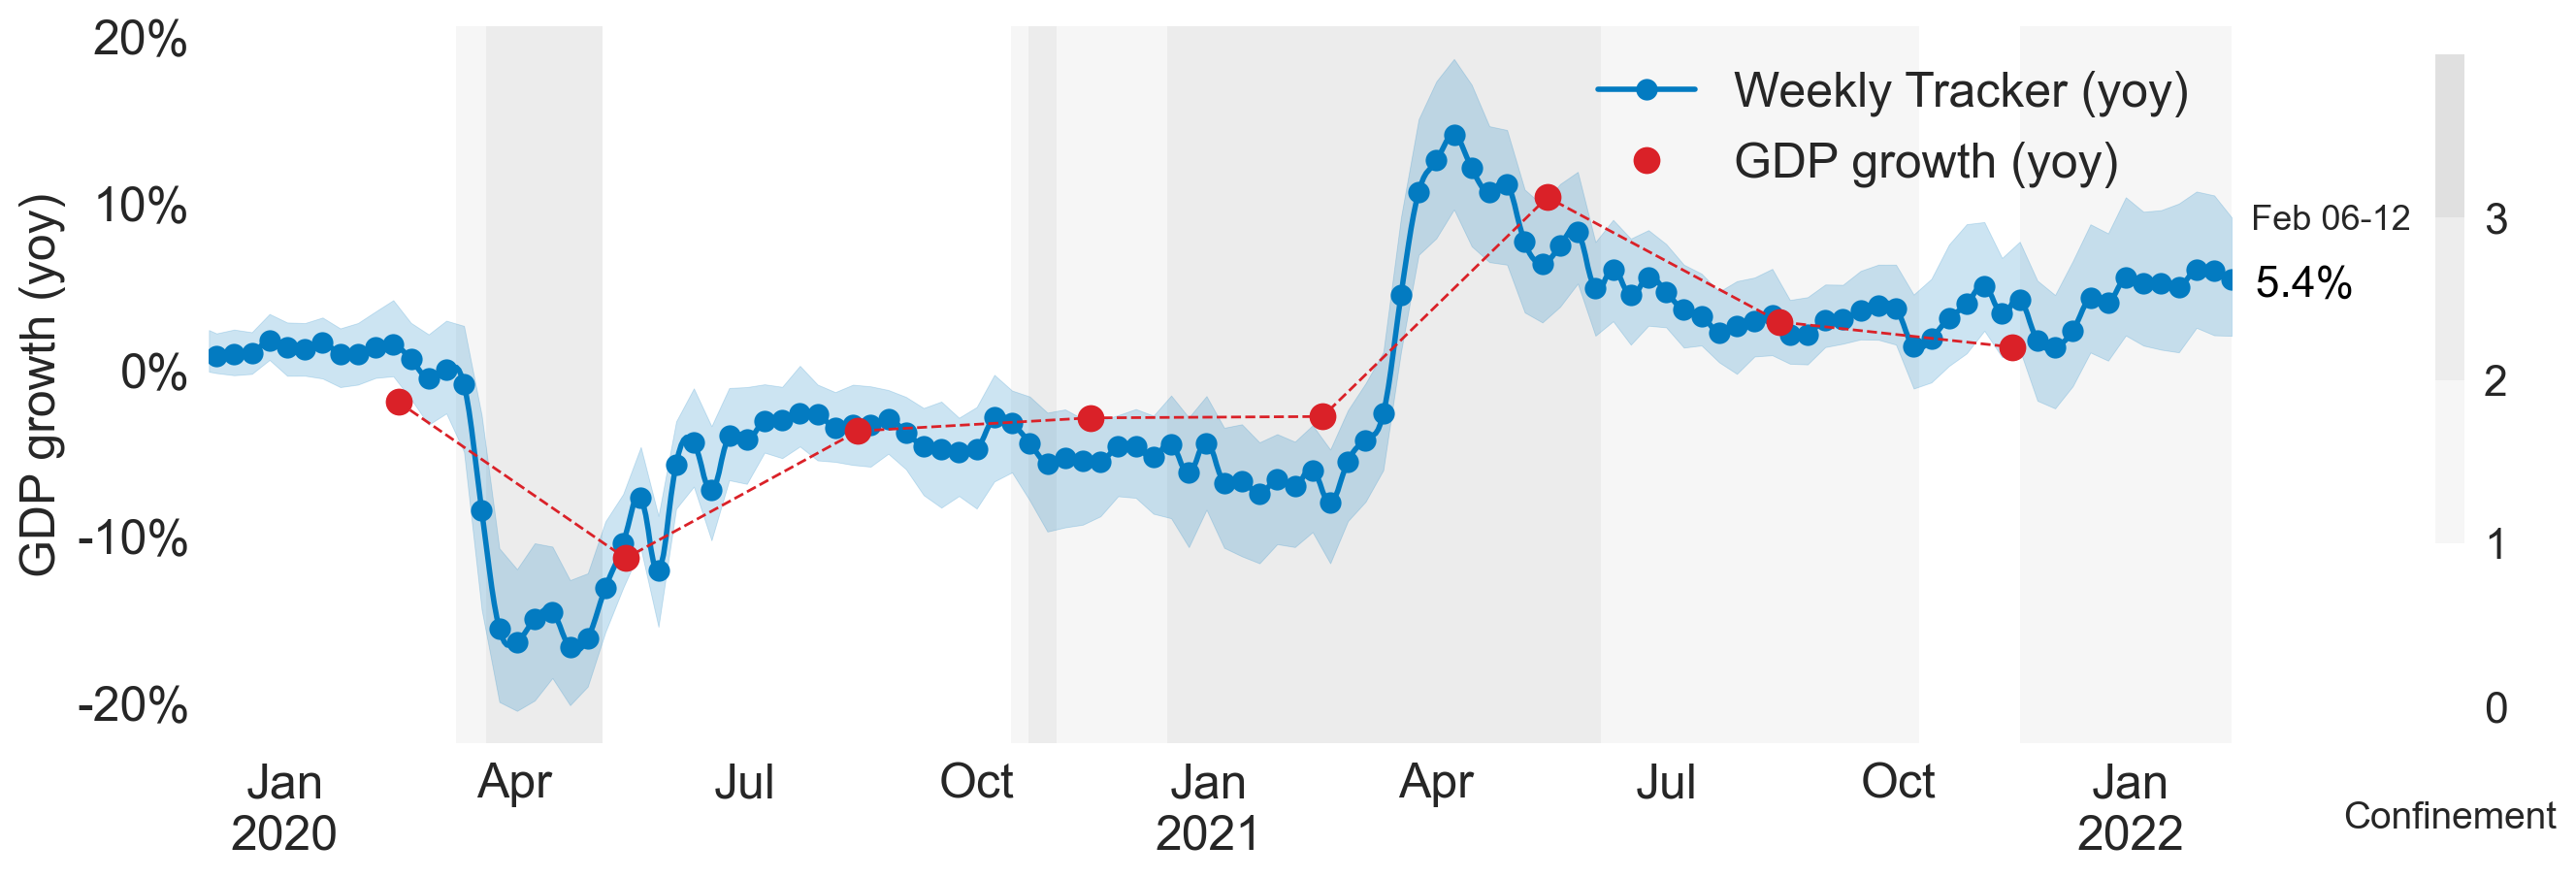 GDP growth (yoy)
20%
10%
0%
-10%
-20%
Weekly Tracker (yoy)
GDP growth (yoy)
Feb 06-12
5.4%
3
2
1
0
Confinement
Jan
2020
Apr
Jul
Oct
Jan
2021
Apr
Jul
Oct
Jan
2022